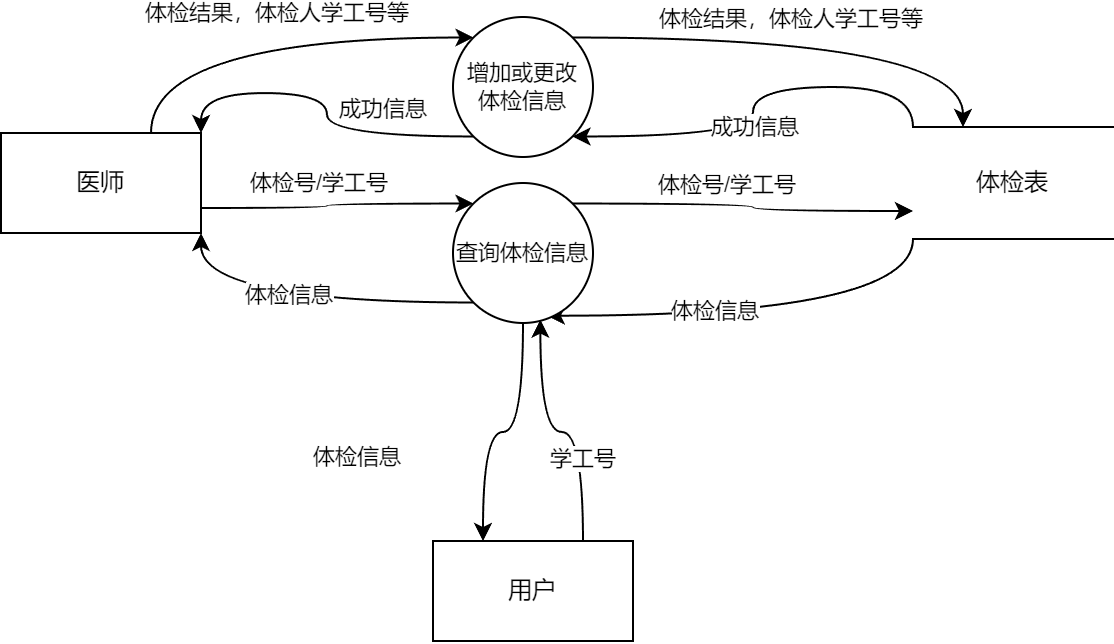 体检结果，体检人学工号等
体检结果，体检人学工号等
增加或更改
体检信息
成功信息
成功信息
医师
体检号/学工号
体检号/学工号
体检表
查询体检信息
体检信息
体检信息
体检信息
学工号
用户